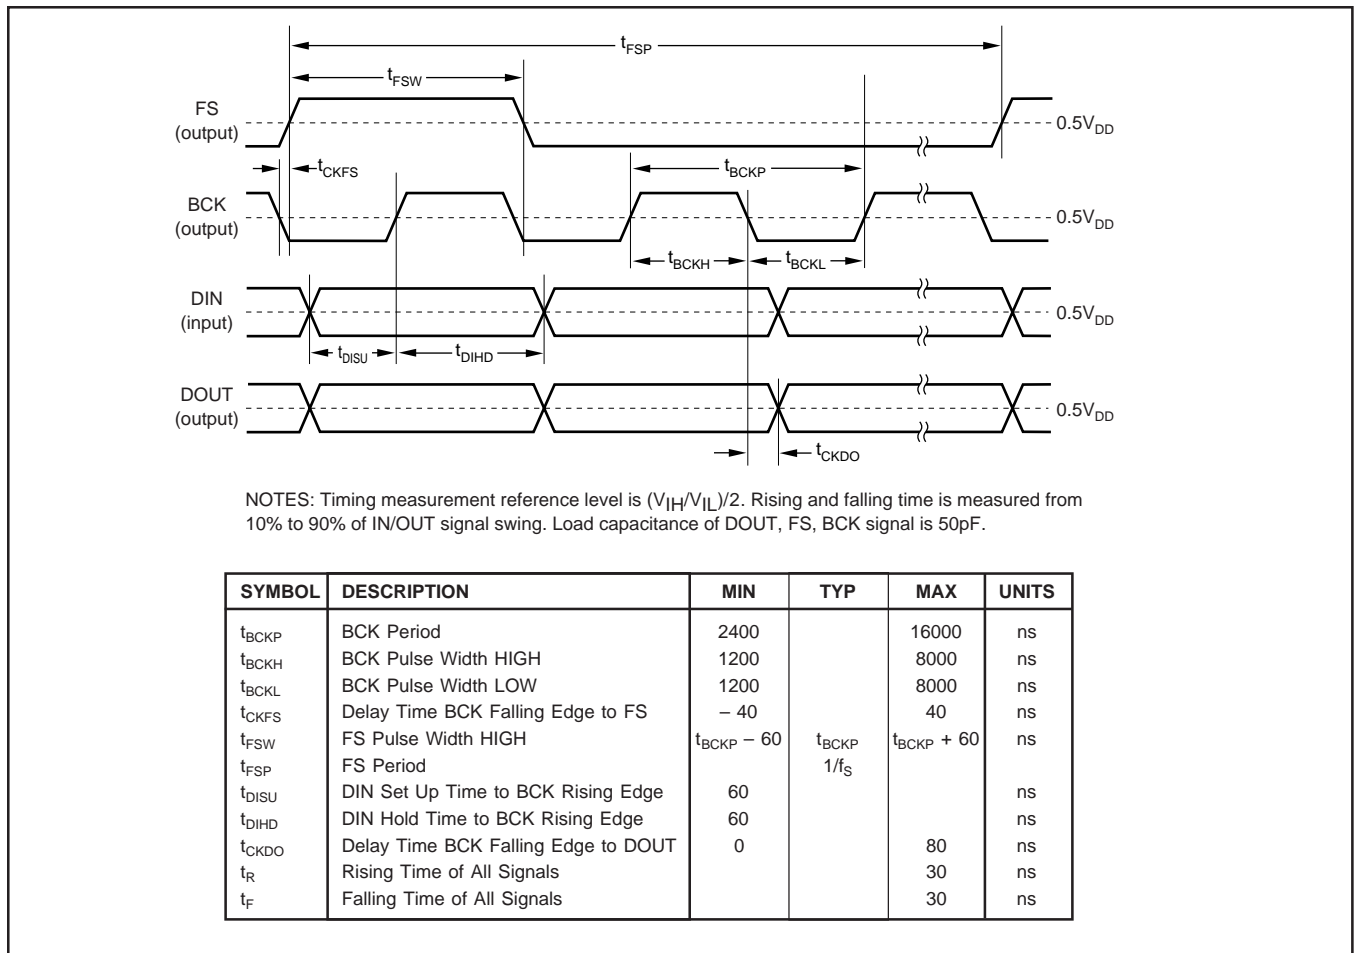 tFSP
tFSW
FS
(output)
0.5VDD
tCKFS
tBCKP
BCK
(output)
0.5VDD
tBCKH
tBCKL
DIN
(input)
0.5VDD
tDISU
tDIHD
DOUT
(output)
0.5VDD
tCKDO
NOTES: Timing measurement reference level is (VIH/VIL)/2. Rising and falling time is measured from
10% to 90% of IN/OUT signal swing. Load capacitance of DOUT, FS, BCK signal is 50pF.
SYMBOL DESCRIPTION MIN TYP MAX UNITS
tBCKP BCK Period 2400 16000 ns
tBCKH BCK Pulse Width HIGH 1200 8000 ns
tBCKL BCK Pulse Width LOW 1200 8000 ns
tCKFS Delay Time BCK Falling Edge to FS – 40 40 ns
tFSW FS Pulse Width HIGH tBCKP – 60 tBCKP tBCKP + 60 ns
tFSP FS Period 1/fS
tDISU DIN Set Up Time to BCK Rising Edge 60 ns
tDIHD DIN Hold Time to BCK Rising Edge 60 ns
tCKDO Delay Time BCK Falling Edge to DOUT 0 80 ns
tR Rising Time of All Signals 30 ns
tF Falling Time of All Signals 30 ns